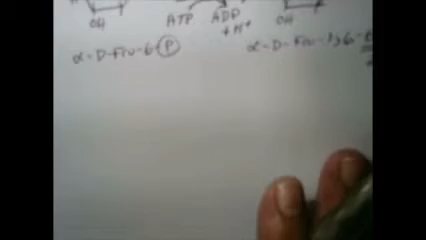 OH ATP ADP OH
+ H+
α-D-Fru-6-P α-D-Fru-1,6-